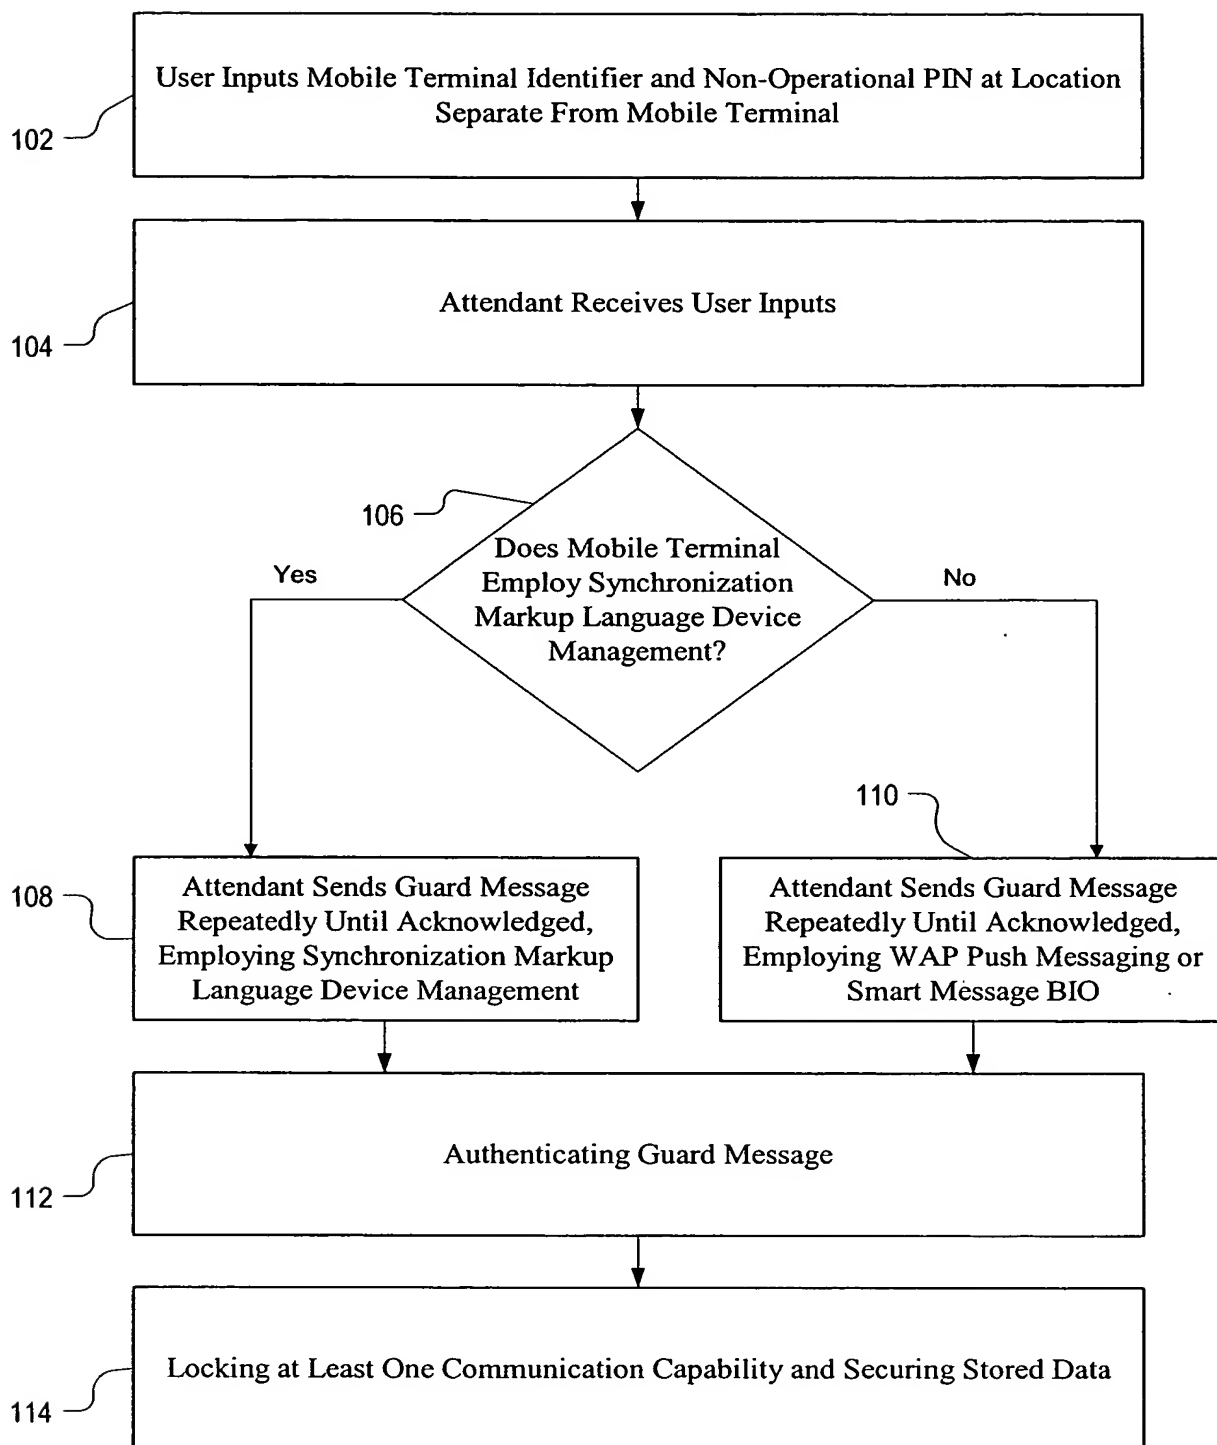 User Inputs Mobile Terminal Identifier and Non-Operational PIN at Location
Separate From Mobile Terminal
102
Attendant Receives User Inputs
104
106
Does Mobile Terminal
Employ Synchronization
Markup Language Device
Management?
Yes
No
110
108
Attendant Sends Guard Message
Repeatedly Until Acknowledged,
Employing Synchronization Markup
Language Device Management
Attendant Sends Guard Message
Repeatedly Until Acknowledged,
Employing WAP Push Messaging or
Smart Message BIO
Authenticating Guard Message
112
Locking at Least One Communication Capability and Securing Stored Data
114